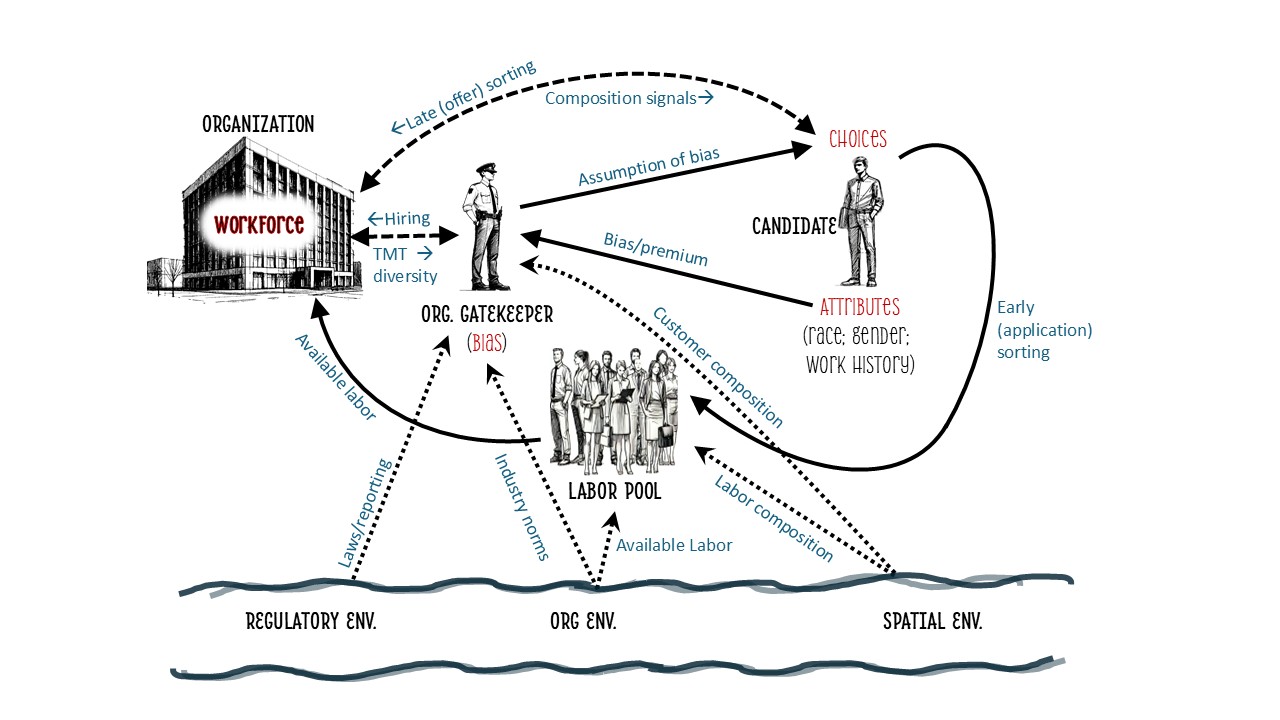 ←Late (offer) sorting
Composition signals→
ORGANIZATION
CHOICES
Assumption of bias
WORKFORCE
←Hiring
CANDIDATE
TMT →
diversity
Bias/premium
ATTRIBUTES
(RACE; GENDER;
WORK HISTORY)
Early
(application)
sorting
ORG. GATEKEEPER
(BIAS)
Customer composition
Available labor
LABOR POOL
Laws/reporting
Industry norms
Labor composition
Available Labor
REGULATORY ENV.
ORG ENV.
SPATIAL ENV.